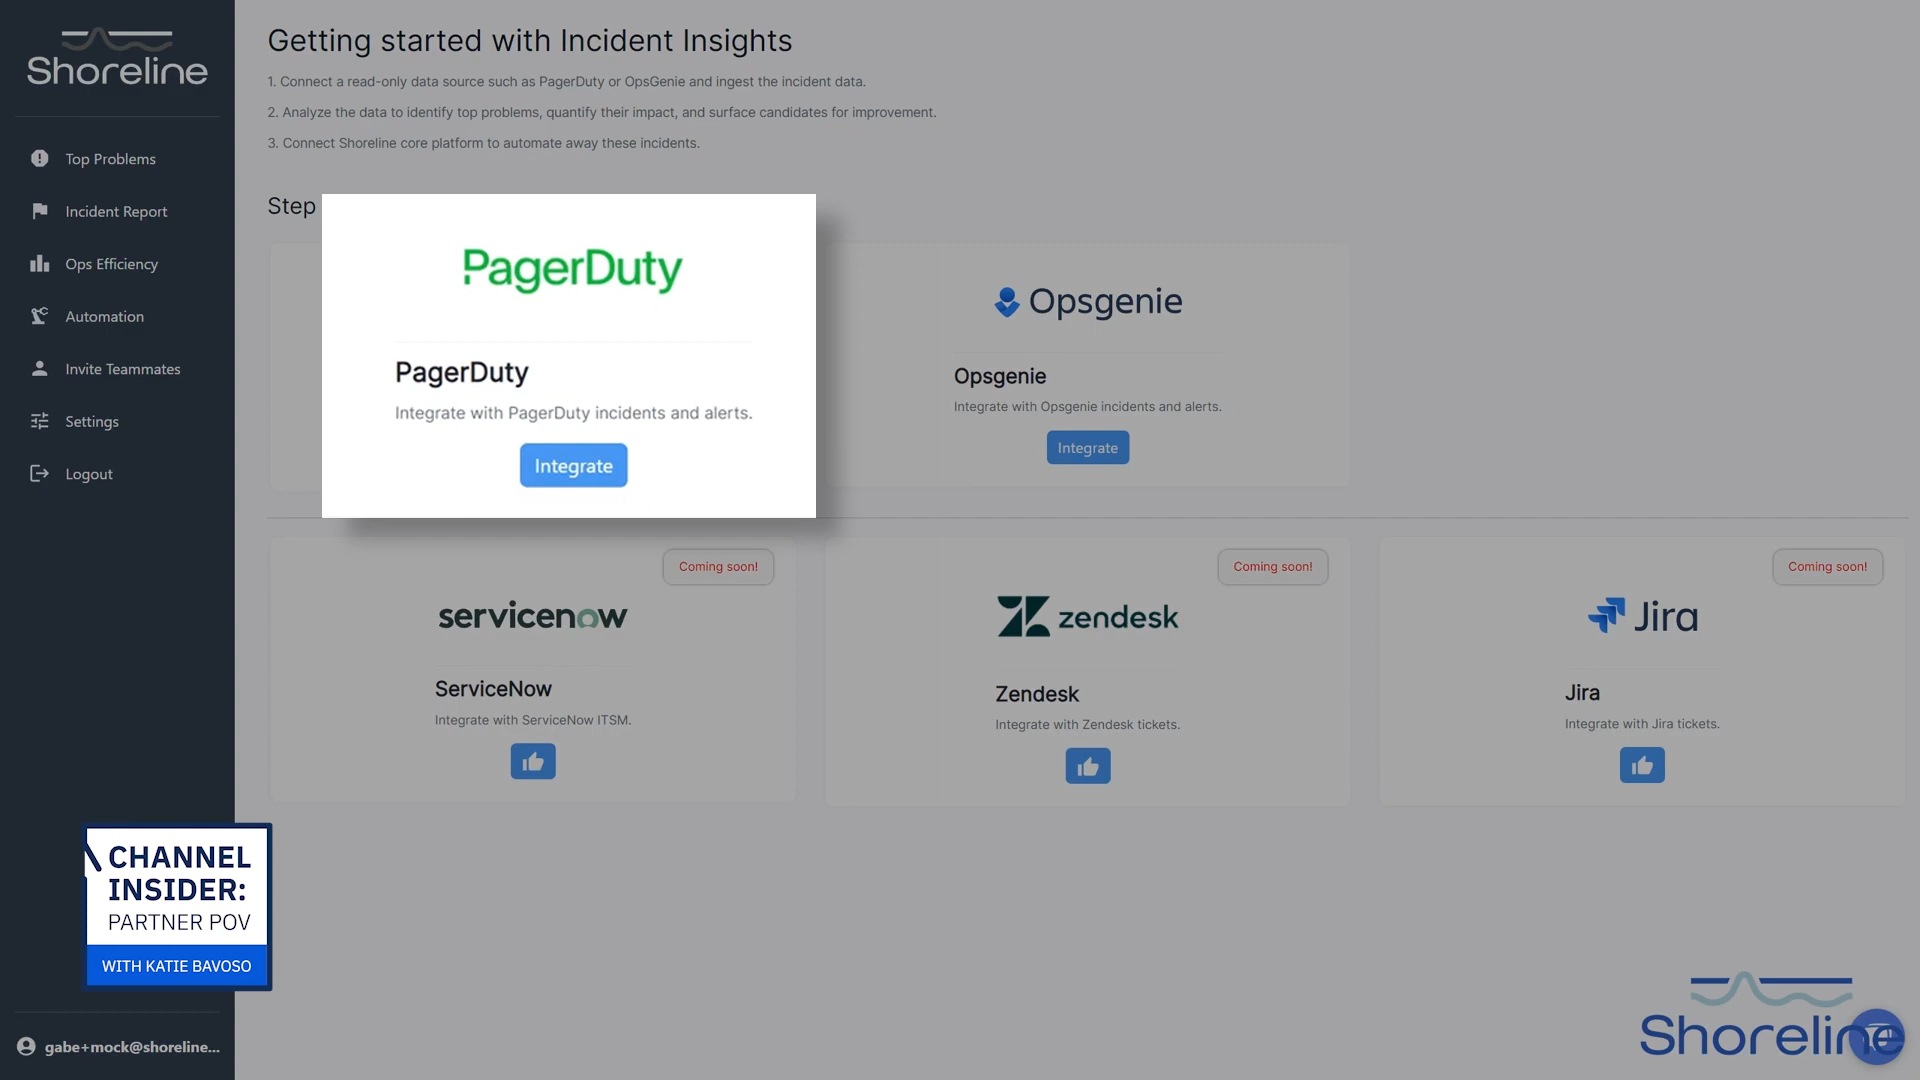 Shoreline
Top Problems
Incident Report
Ops Efficiency
Automation
Invite Teammates
Settings
Logout
Getting started with Incident Insights
1. Connect a read-only data source such as PagerDuty or OpsGenie and ingest the incident data.
2. Analyze the data to identify top problems, quantify their impact, and surface candidates for improvement.
3. Connect Shoreline core platform to automate away these incidents.
Step
PagerDuty
PagerDuty
Integrate with PagerDuty incidents and alerts.
Integrate
Opsgenie
Opsgenie
Integrate with Opsgenie incidents and alerts.
Integrate
Coming soon!
servicenow
ServiceNow
Integrate with ServiceNow ITSM.
Coming soon!
zendesk
Zendesk
Integrate with Zendesk tickets.
Coming soon!
Jira
Jira
Integrate with Jira tickets.
CHANNEL
INSIDER:
PARTNER POV
WITH KATIE BAVOSO
gabe+mock@shoreline...
Shoreline